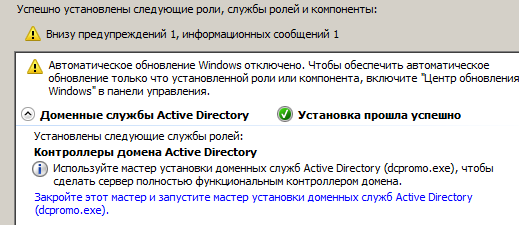 Успешно установлены следующие роли, службы ролей и компоненты:
Внизу предупреждений 1, информационных сообщений 1
Автоматическое обновление Windows отключено. Чтобы обеспечить автоматическое
обновление только что установленной роли или компонента, включите "Центр обновления
Windows" в панели управления.
Доменные службы Active Directory Установка прошла успешно
Установлены следующие службы ролей:
Контроллеры домена Active Directory
Используйте мастер установки доменных служб Active Directory (dcpromo.exe), чтобы
сделать сервер полностью функциональным контроллером домена.
Закройте этот мастер и запустите мастер установки доменных служб Active Directory
(dcpromo.exe).